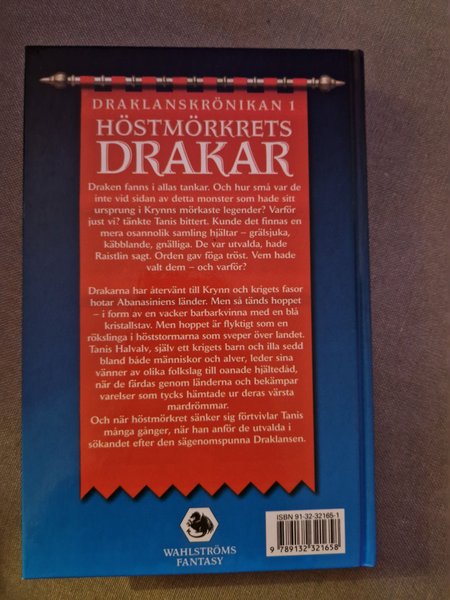 DRAKLANSKRÖNIKAN 1
HÖSTMÖRKRETS
DRAKAR
Draken fanns i allas tankar. Och hur små var de
inte vid sidan av detta monster som hade sitt
ursprung i Krynns mörkaste legender? Varför
just vi? tänkte Tanis bittert. Kunde det finnas en
mera osannolik samling hjältar – grälsjuka,
käbblande, gnälliga. De var utvalda, hade
Raistlin sagt. Orden gav föga tröst. Vem hade
valt dem – och varför?
Drakarna har återvänt till Krynn och krigets fasor
hotar Abanasiniens länder. Men så tänds hoppet
– i form av en vacker barbarkvinna med en blå
kristallstav. Men hoppet är flyktigt som en
rökslinga i höststormarna som sveper över landet.
Tanis Halvalv, själv ett krigets barn och illa sedd
bland både människor och alver, leder sina
vänner av olika folkslag till oanade hjältedåd,
när de färdas genom länderna och bekämpar
varelser som tycks hämtade ur deras värsta
mardrömmar.
Och när höstmörkret sänker sig förtvivlar Tanis
många gånger, när han anför de utvalda i
sökandet efter den sägenomspunna Draklansen.
WAHLSTRÖMS
FANTASY
ISBN 91-32-32165-1
9 789132 321658